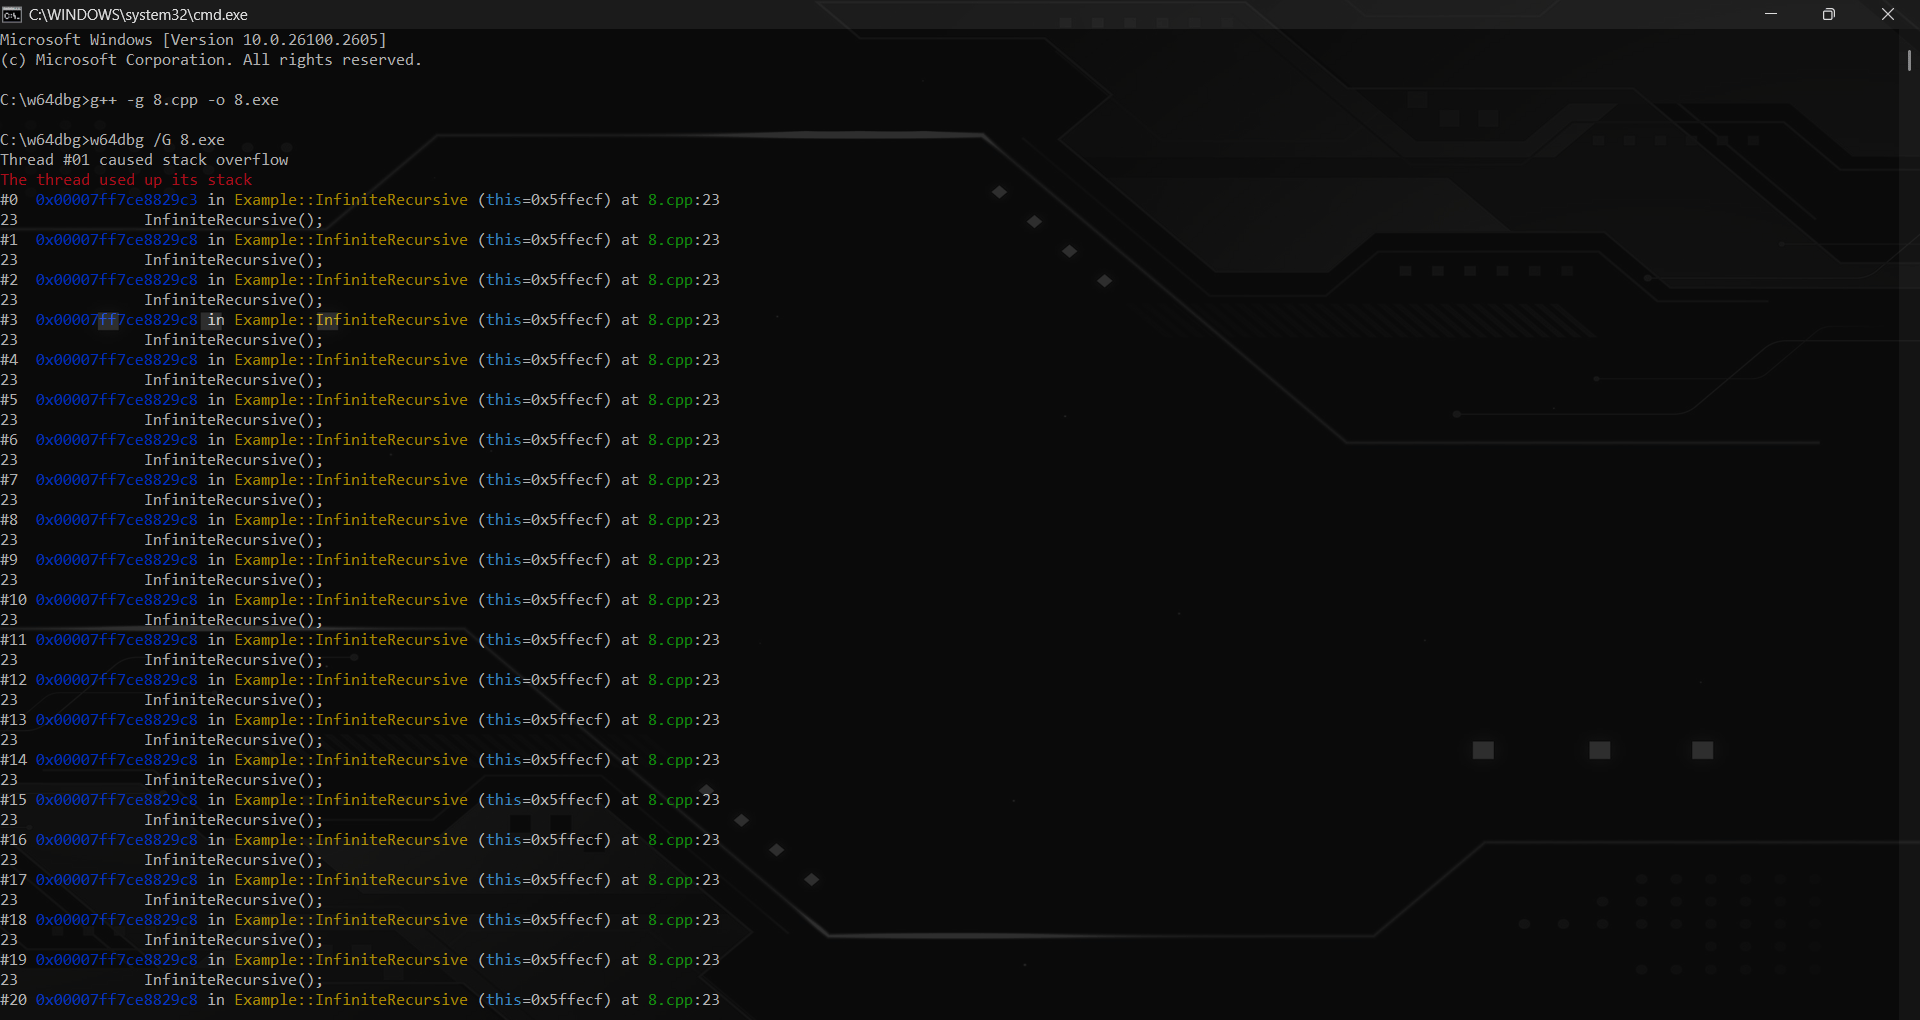 C:\WINDOWS\system32\cmd.exe
Microsoft Windows [Version 10.0.26100.2605]
(c) Microsoft Corporation. All rights reserved.
C:\w64dbg>g++ -g 8.cpp -o 8.exe
C:\w64dbg>w64dbg /G 8.exe
Thread #01 caused stack overflow
The thread used up its stack
#0  0x00007ff7ce8829c3 in Example::InfiniteRecursive (this=0x5ffecf) at 8.cpp:23
23              InfiniteRecursive();
#1  0x00007ff7ce8829c8 in Example::InfiniteRecursive (this=0x5ffecf) at 8.cpp:23
23              InfiniteRecursive();
#2  0x00007ff7ce8829c8 in Example::InfiniteRecursive (this=0x5ffecf) at 8.cpp:23
23              InfiniteRecursive();
#3  0x00007ff7ce8829c8 in Example::InfiniteRecursive (this=0x5ffecf) at 8.cpp:23
23              InfiniteRecursive();
#4  0x00007ff7ce8829c8 in Example::InfiniteRecursive (this=0x5ffecf) at 8.cpp:23
23              InfiniteRecursive();
#5  0x00007ff7ce8829c8 in Example::InfiniteRecursive (this=0x5ffecf) at 8.cpp:23
23              InfiniteRecursive();
#6  0x00007ff7ce8829c8 in Example::InfiniteRecursive (this=0x5ffecf) at 8.cpp:23
23              InfiniteRecursive();
#7  0x00007ff7ce8829c8 in Example::InfiniteRecursive (this=0x5ffecf) at 8.cpp:23
23              InfiniteRecursive();
#8  0x00007ff7ce8829c8 in Example::InfiniteRecursive (this=0x5ffecf) at 8.cpp:23
23              InfiniteRecursive();
#9  0x00007ff7ce8829c8 in Example::InfiniteRecursive (this=0x5ffecf) at 8.cpp:23
23              InfiniteRecursive();
#10 0x00007ff7ce8829c8 in Example::InfiniteRecursive (this=0x5ffecf) at 8.cpp:23
23              InfiniteRecursive();
#11 0x00007ff7ce8829c8 in Example::InfiniteRecursive (this=0x5ffecf) at 8.cpp:23
23              InfiniteRecursive();
#12 0x00007ff7ce8829c8 in Example::InfiniteRecursive (this=0x5ffecf) at 8.cpp:23
23              InfiniteRecursive();
#13 0x00007ff7ce8829c8 in Example::InfiniteRecursive (this=0x5ffecf) at 8.cpp:23
23              InfiniteRecursive();
#14 0x00007ff7ce8829c8 in Example::InfiniteRecursive (this=0x5ffecf) at 8.cpp:23
23              InfiniteRecursive();
#15 0x00007ff7ce8829c8 in Example::InfiniteRecursive (this=0x5ffecf) at 8.cpp:23
23              InfiniteRecursive();
#16 0x00007ff7ce8829c8 in Example::InfiniteRecursive (this=0x5ffecf) at 8.cpp:23
23              InfiniteRecursive();
#17 0x00007ff7ce8829c8 in Example::InfiniteRecursive (this=0x5ffecf) at 8.cpp:23
23              InfiniteRecursive();
#18 0x00007ff7ce8829c8 in Example::InfiniteRecursive (this=0x5ffecf) at 8.cpp:23
23              InfiniteRecursive();
#19 0x00007ff7ce8829c8 in Example::InfiniteRecursive (this=0x5ffecf) at 8.cpp:23
23              InfiniteRecursive();
#20 0x00007ff7ce8829c8 in Example::InfiniteRecursive (this=0x5ffecf) at 8.cpp:23